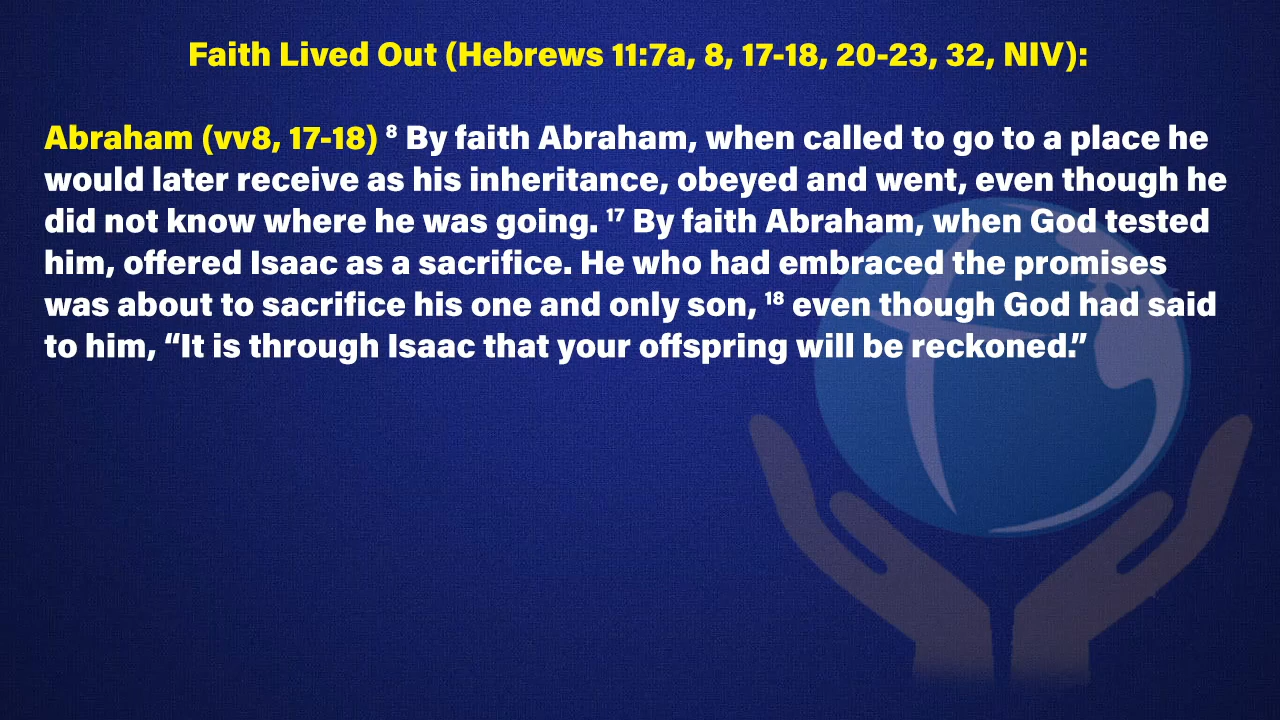 Faith Lived Out (Hebrews 11:7a, 8, 17-18, 20-23, 32, NIV):
Abraham (vv8, 17-18) ⁸ By faith Abraham, when called to go to a place he
would later receive as his inheritance, obeyed and went, even though he
did not know where he was going. ¹⁷ By faith Abraham, when God tested
him, offered Isaac as a sacrifice. He who had embraced the promises
was about to sacrifice his one and only son, ¹⁸ even though God had said
to him, “It is through Isaac that your offspring will be reckoned.”